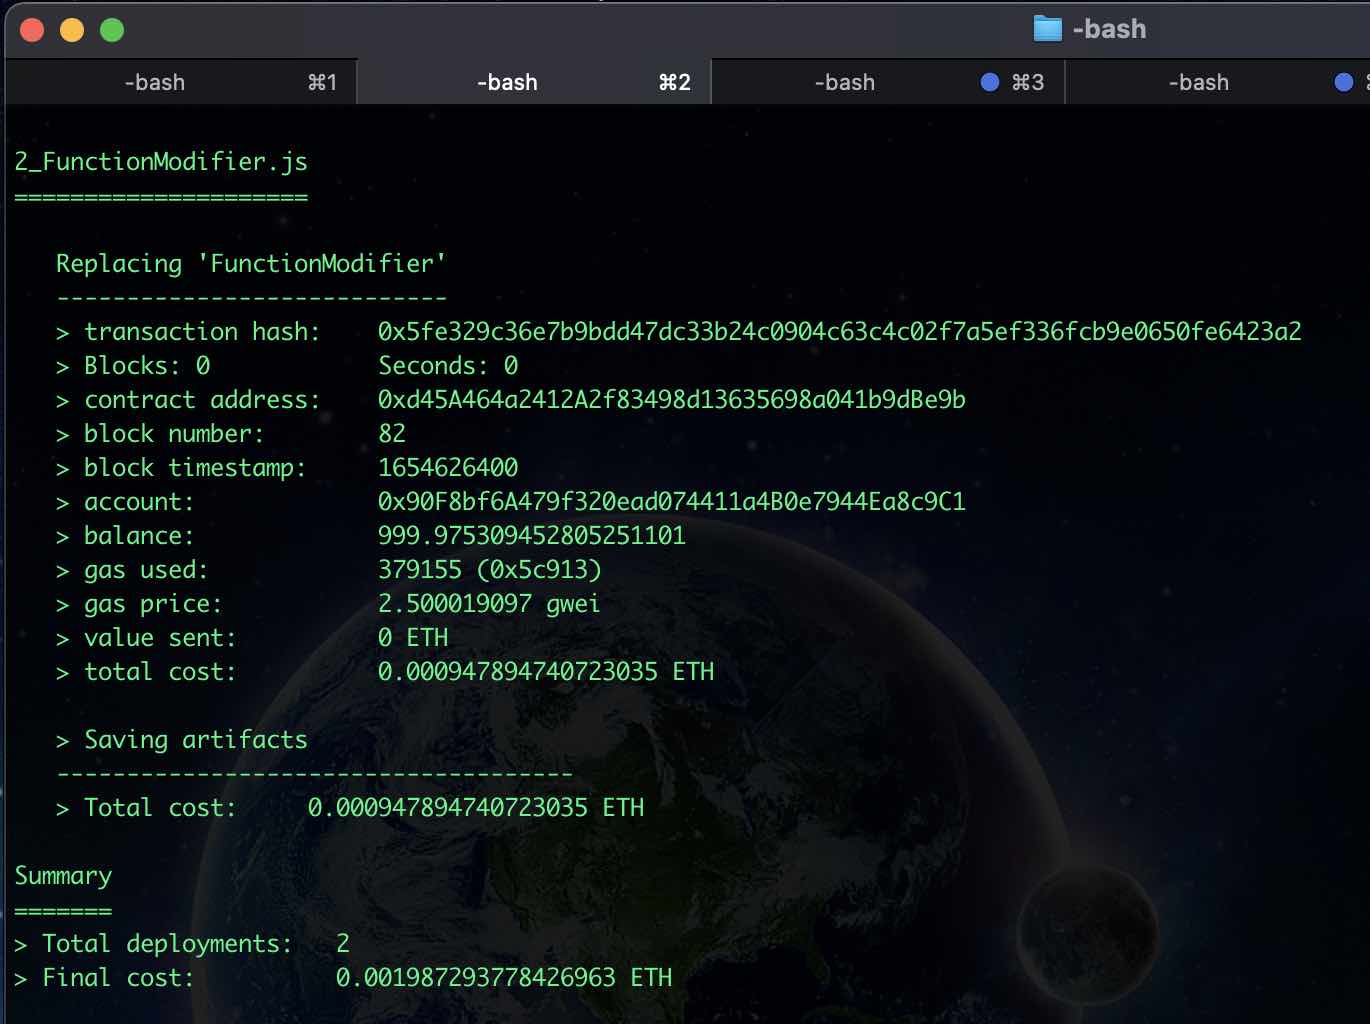 -bash
-bash ⌘1 -bash ⌘2 -bash ⌘3 -bash
2_FunctionModifier.js
=====================
Replacing 'FunctionModifier'
----------------------------
> transaction hash: 0x5fe329c36e7b9bdd47dc33b24c0904c63c4c02f7a5ef336fcb9e0650fe6423a2
> Blocks: 0 Seconds: 0
> contract address: 0xd45A464a2412A2f83498d13635698a041b9dBe9b
> block number: 82
> block timestamp: 1654626400
> account: 0x90F8bf6A479f320ead074411a4B0e7944Ea8c9C1
> balance: 999.975309452805251101
> gas used: 379155 (0x5c913)
> gas price: 2.500019097 gwei
> value sent: 0 ETH
> total cost: 0.000947894740723035 ETH
> Saving artifacts
-------------------------------------
> Total cost: 0.000947894740723035 ETH
Summary
=======
> Total deployments: 2
> Final cost: 0.001987293778426963 ETH